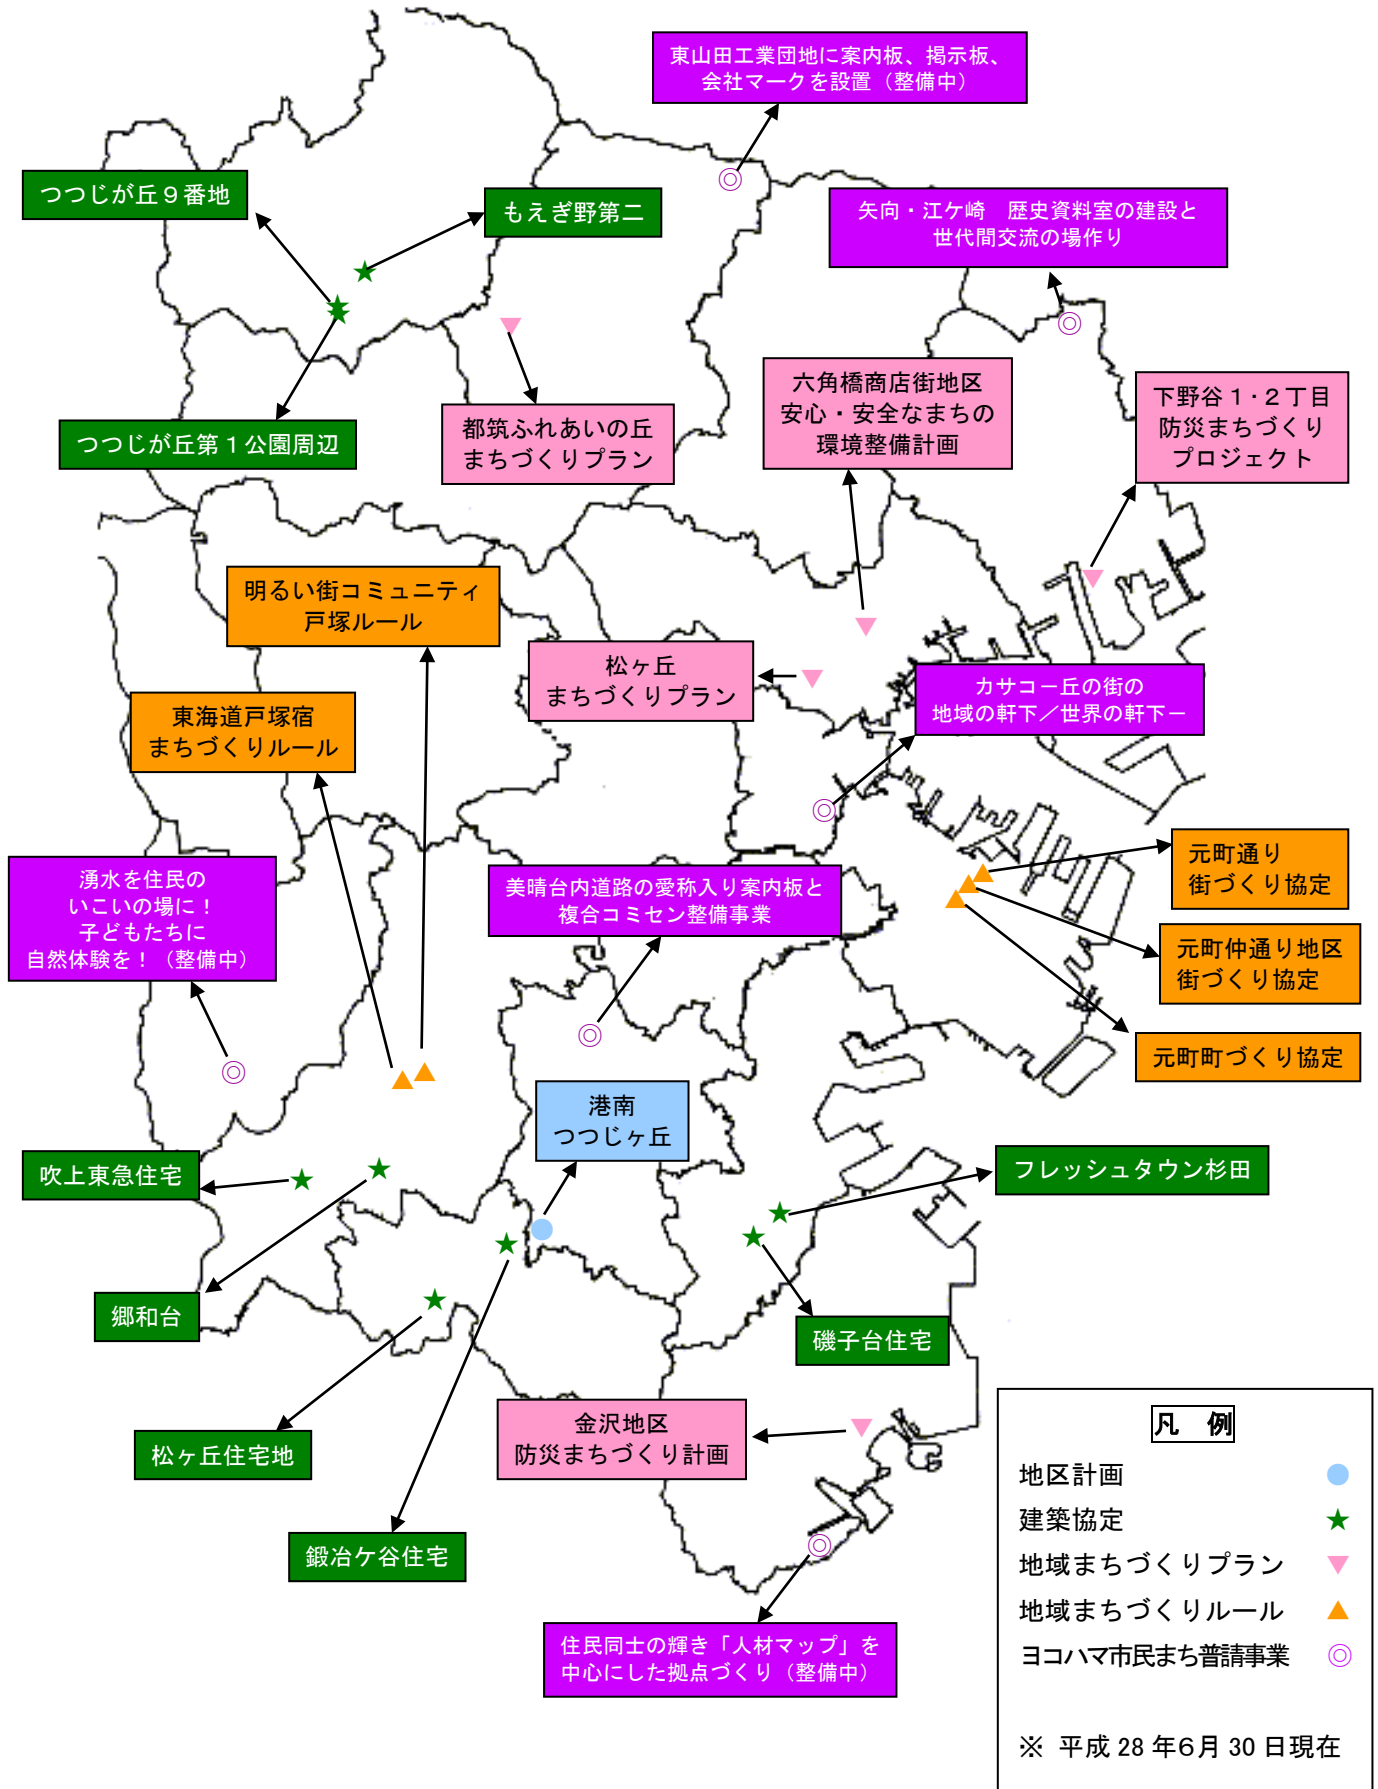 東山田工業団地に案内板、掲示板、
会社マークを設置（整備中）
つつじが丘９番地
もえぎ野第二
矢向・江ケ崎　歴史資料室の建設と
世代間交流の場作り
六角橋商店街地区
安心・安全なまちの
環境整備計画
下野谷１・２丁目
防災まちづくり
プロジェクト
つつじが丘第１公園周辺
都筑ふれあいの丘
まちづくりプラン
明るい街コミュニティ
戸塚ルール
松ヶ丘
まちづくりプラン
カサコー丘の街の
地域の軒下／世界の軒下－
東海道戸塚宿
まちづくりルール
元町通り
街づくり協定
湧水を住民の
いこいの場に！
子どもたちに
自然体験を！（整備中）
美晴台内道路の愛称入り案内板と
複合コミセン整備事業
元町仲通り地区
街づくり協定
元町町づくり協定
港南
つつじヶ丘
吹上東急住宅
フレッシュタウン杉田
郷和台
磯子台住宅
松ヶ丘住宅地
金沢地区
防災まちづくり計画
鍛冶ケ谷住宅
住民同士の輝き「人材マップ」を
中心にした拠点づくり（整備中）
凡　例
地区計画
建築協定
地域まちづくりプラン
地域まちづくりルール
ヨコハマ市民まち普請事業
※ 平成 28 年6月 30 日現在